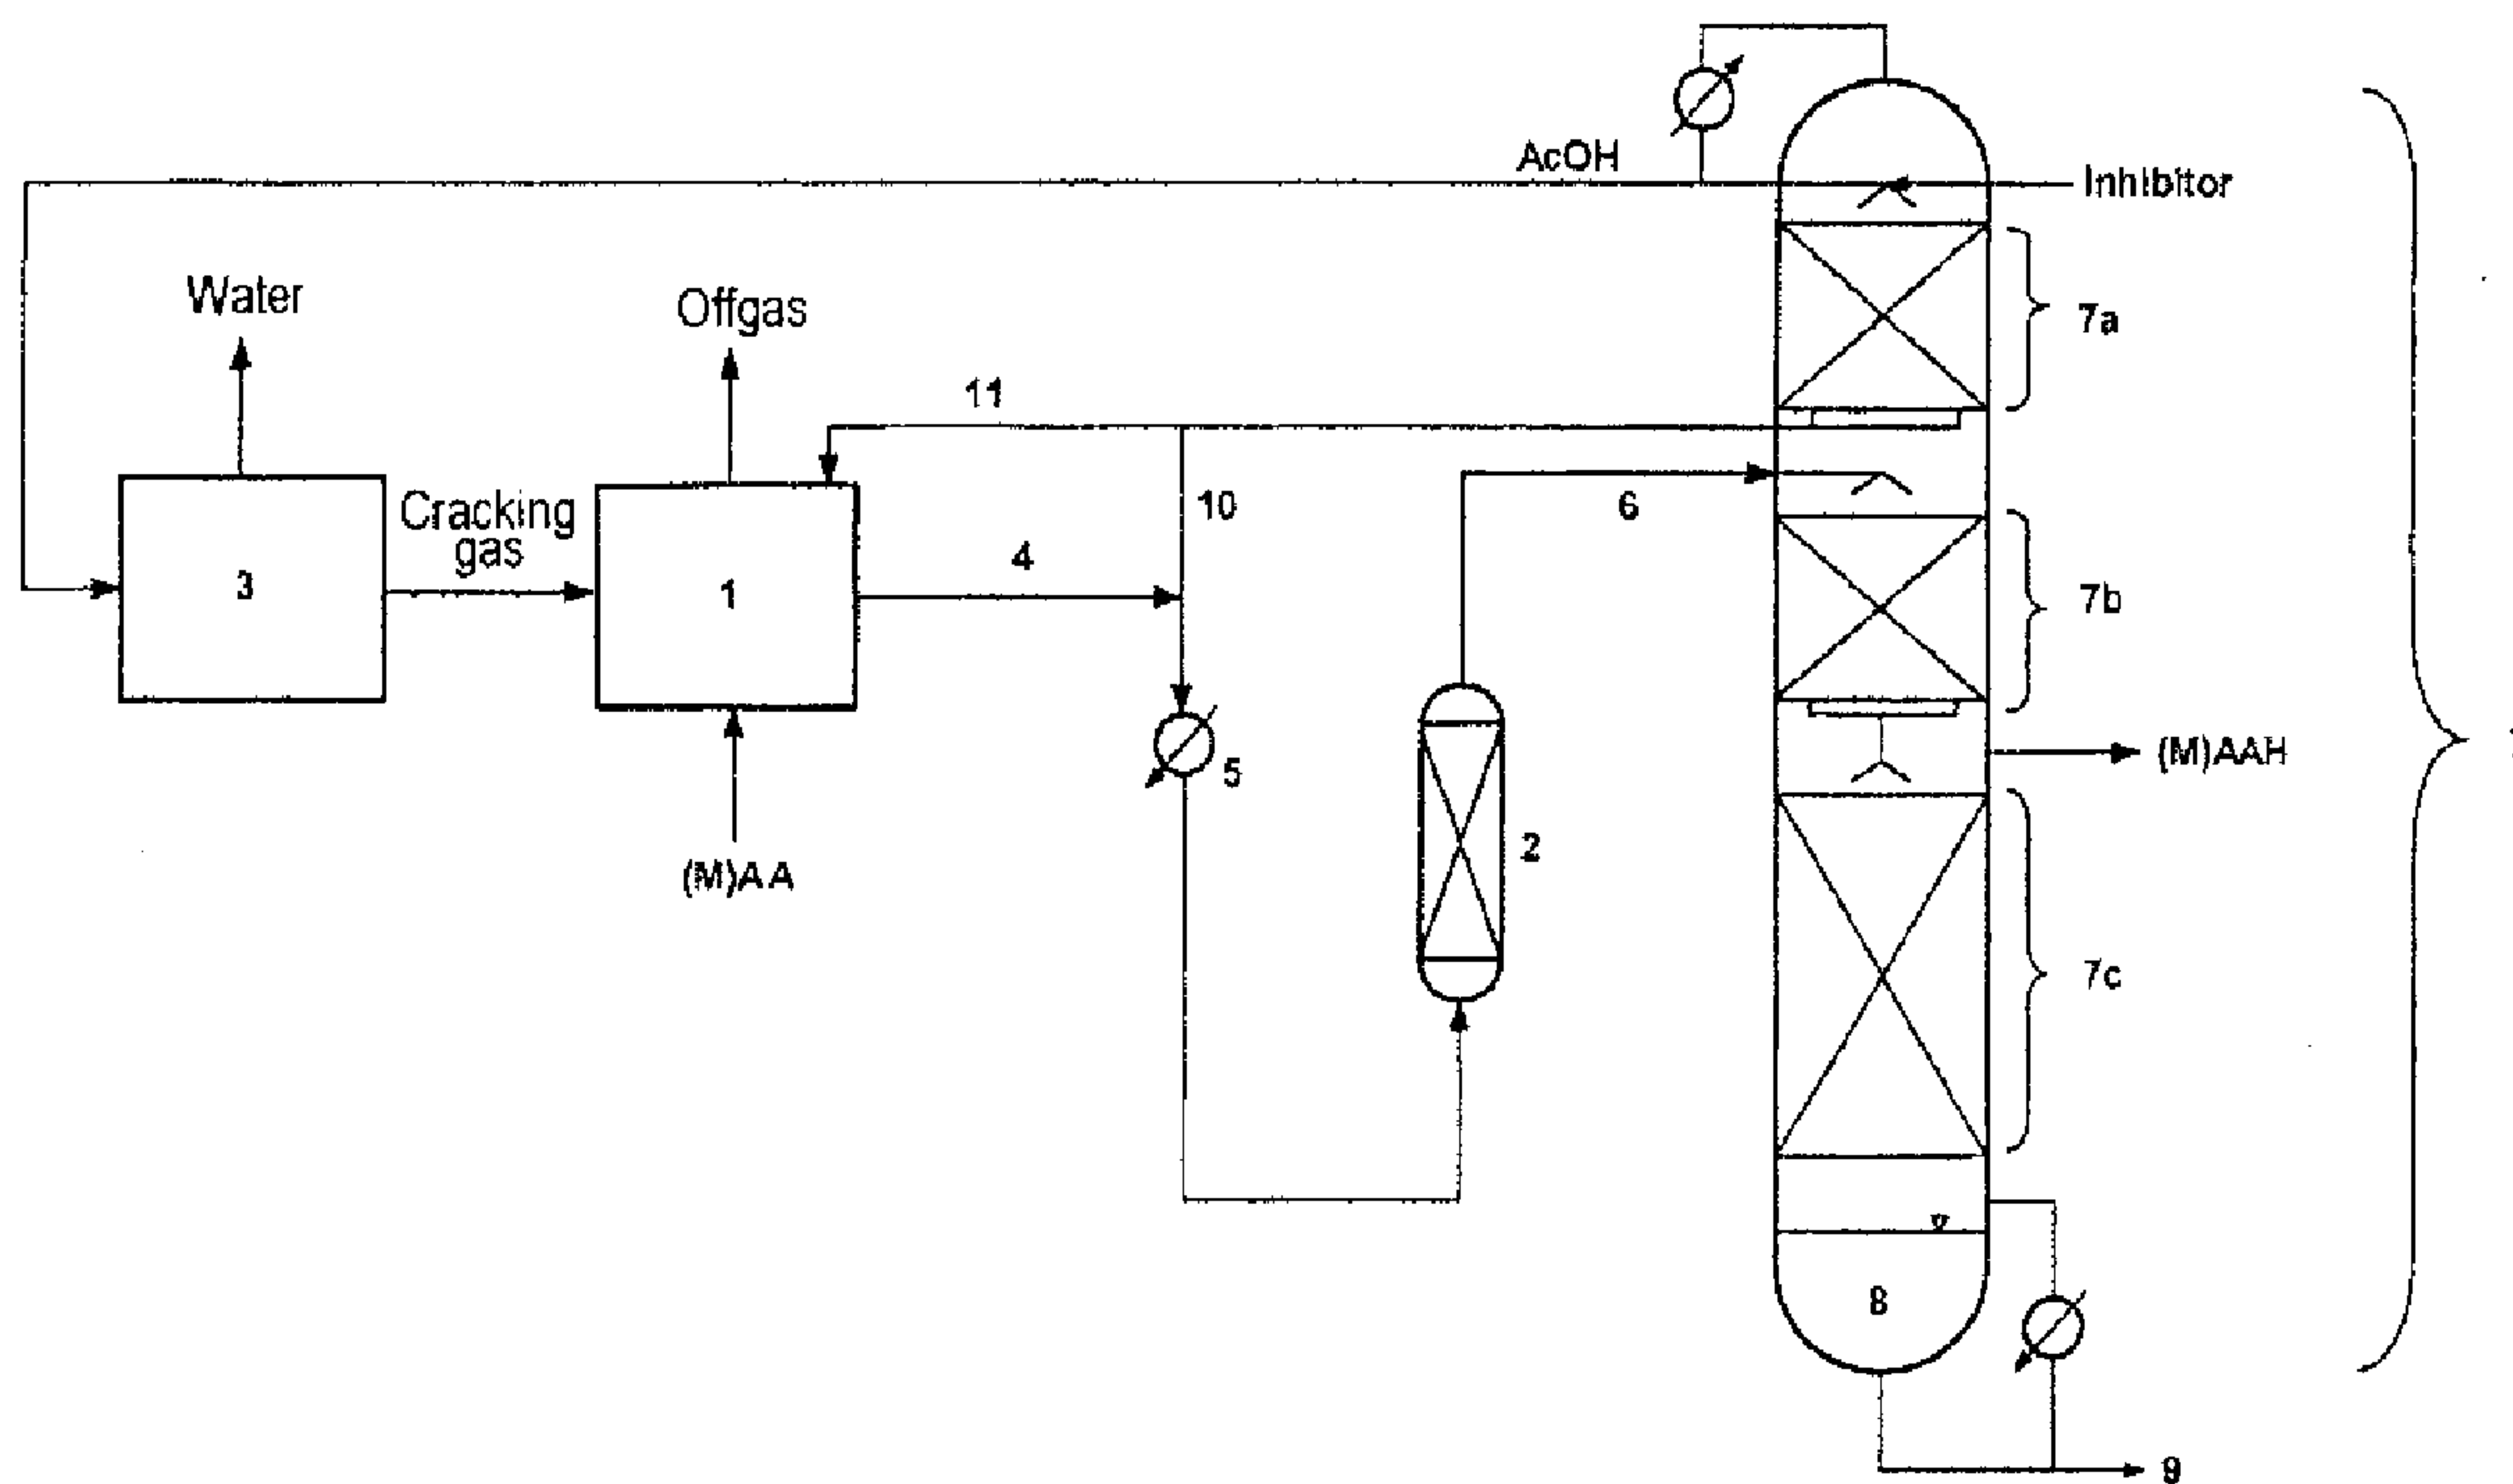 AcOH
Inhibitor
Water
Offgas
7a
11
Cracking
gas
6
10
4
3
1
7b
5
(M)AAH
2
(M)AA
7c
8
9